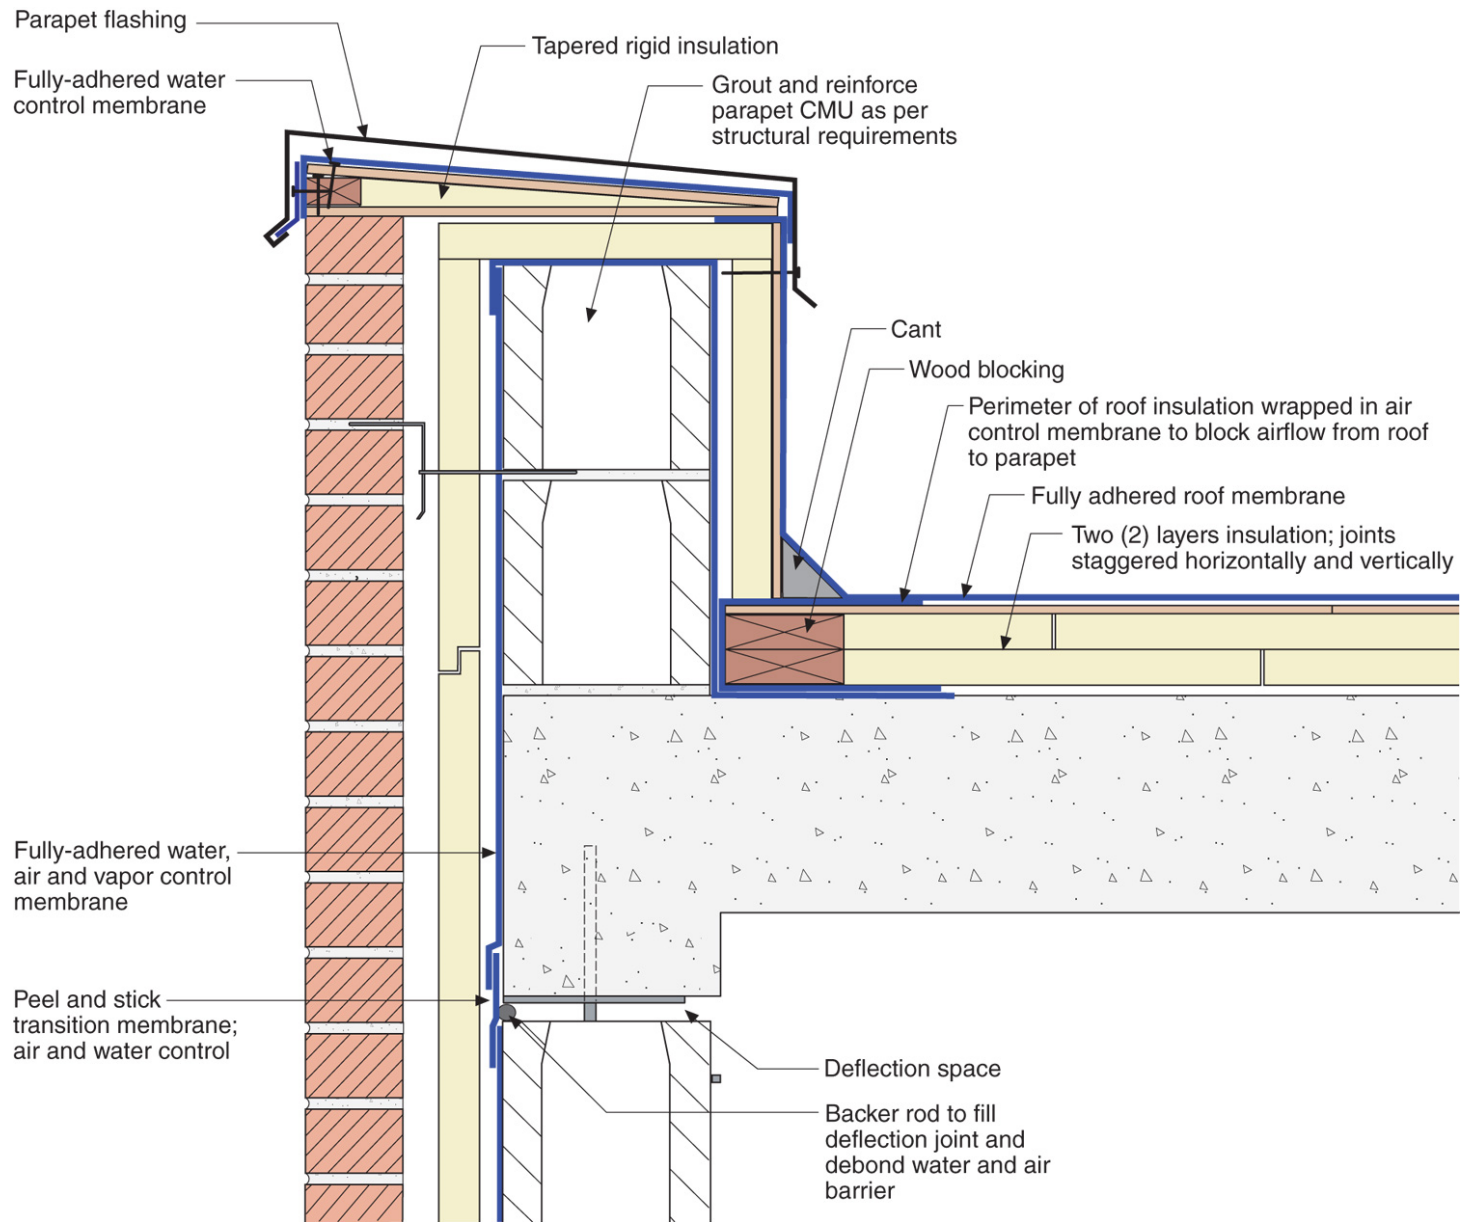 Parapet flashing
Tapered rigid insulation
Fully-adhered water
control membrane
Grout and reinforce
parapet CMU as per
structural requirements
Cant
Wood blocking
Perimeter of roof insulation wrapped in air
control membrane to block airflow from roof
to parapet
Fully adhered roof membrane
Two (2) layers insulation; joints
staggered horizontally and vertically
Fully-adhered water,
air and vapor control
membrane
Peel and stick
transition membrane;
air and water control
Deflection space
Backer rod to fill
deflection joint and
debond water and air
barrier